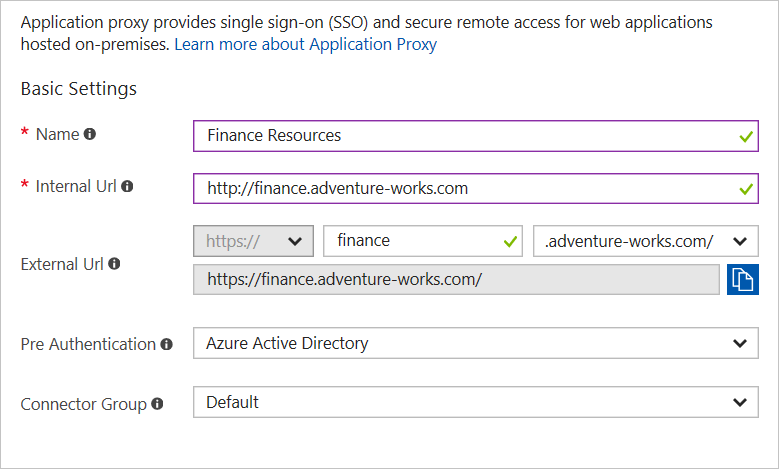 Application proxy provides single sign-on (SSO) and secure remote access for web applications
hosted on-premises. Learn more about Application Proxy
Basic Settings
* Name
Finance Resources
* Internal Url
http://finance.adventure-works.com
External Url
https:// finance .adventure-works.com/
https://finance.adventure-works.com/
Pre Authentication
Azure Active Directory
Connector Group
Default